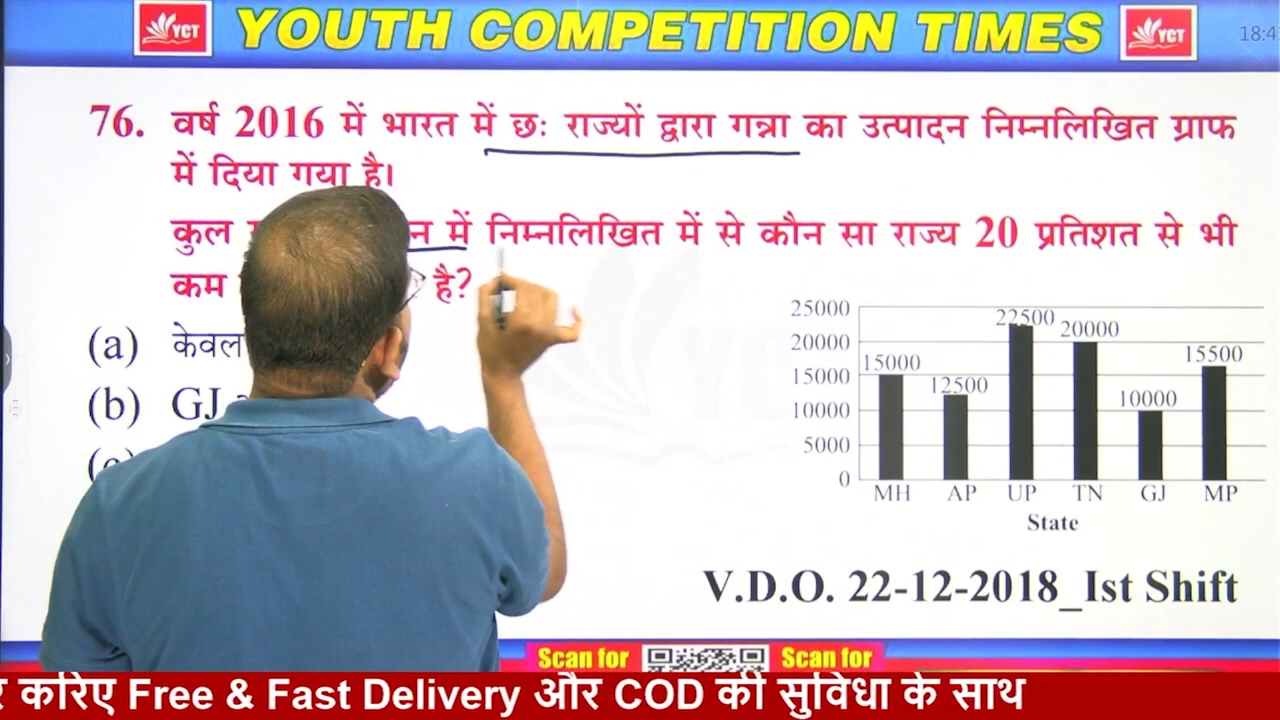 YCT
YOUTH COMPETITION TIMES
YCT
76. वर्ष 2016 में भारत में छः राज्यों द्वारा गन्ना का उत्पादन निम्नलिखित ग्राफ
में दिया गया है।
कुल में निम्नलिखित में से कौन सा राज्य 20 प्रतिशत से भी
कम है?
(a) केवल
(b) GJ
25000
20000
15000
10000
5000
0
15000
12500
22500
20000
10000
15500
MH AP UP TN GJ MP
State
V.D.O. 22-12-2018_Ist Shift
Scan for
Scan for
करिए Free & Fast Delivery और COD की सुविधा के साथ